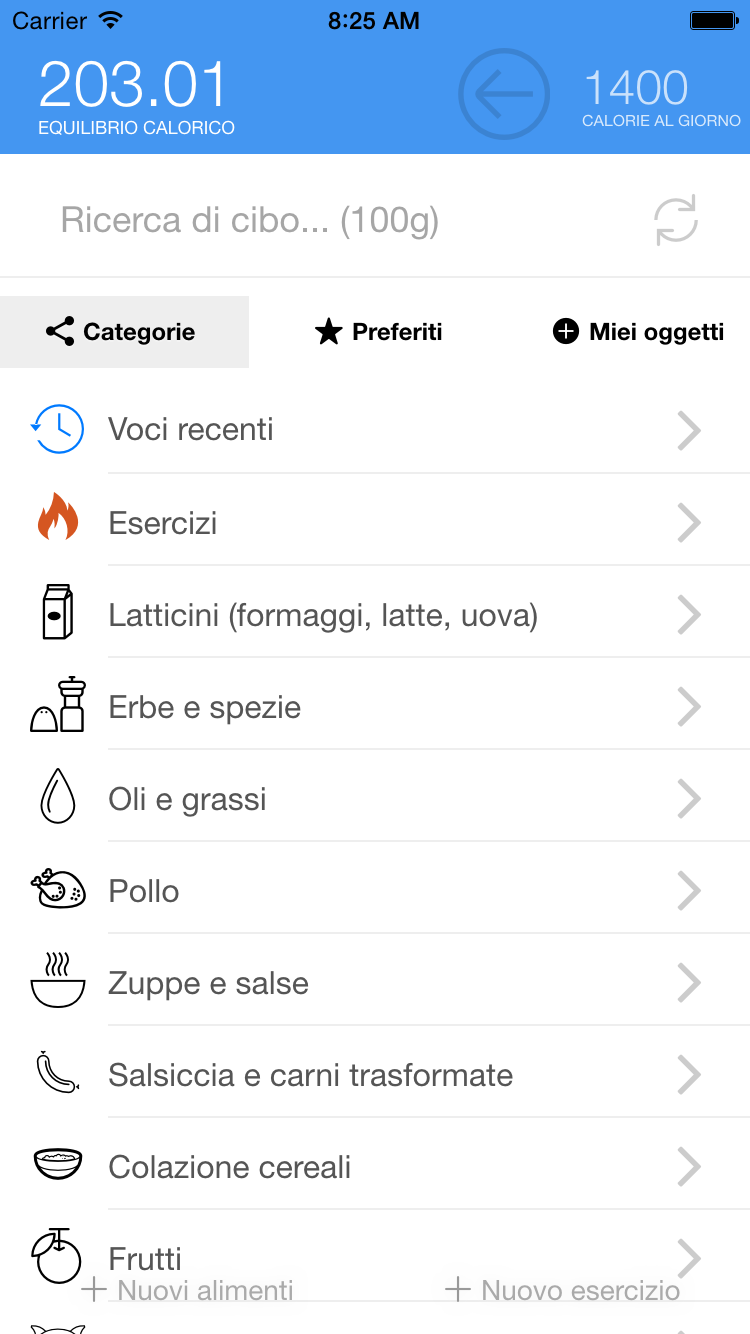 Carrier 8:25 AM
203.01 1400
EQUILIBRIO CALORICO CALORIE AL GIORNO
Ricerca di cibo... (100g)
Categorie Preferiti Miei oggetti
Voci recenti
Esercizi
Latticini (formaggi, latte, uova)
Erbe e spezie
Oli e grassi
Pollo
Zuppe e salse
Salsiccia e carni trasformate
Colazione cereali
Frutti
+ Nuovi alimenti + Nuovo esercizio